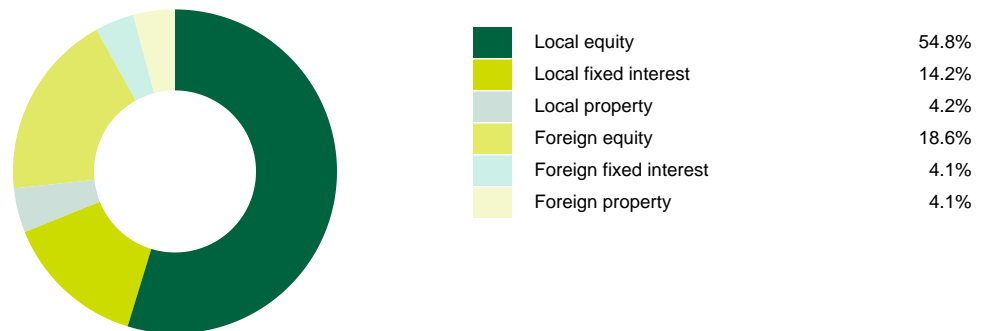 Local equity 54.8%
Local fixed interest 14.2%
Local property 4.2%
Foreign equity 18.6%
Foreign fixed interest 4.1%
Foreign property 4.1%